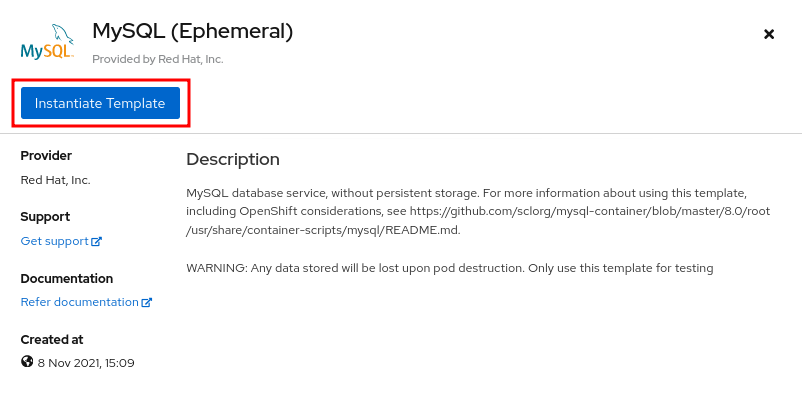 MySQL
MySQL (Ephemeral)
Provided by Red Hat, Inc.
Instantiate Template
Provider
Red Hat, Inc.
Support
Get support
Documentation
Refer documentation
Created at
8 Nov 2021, 15:09
Description
MySQL database service, without persistent storage. For more information about using this template,
including OpenShift considerations, see https://github.com/sclorg/mysql-container/blob/master/8.0/root
/usr/share/container-scripts/mysql/README.md.
WARNING: Any data stored will be lost upon pod destruction. Only use this template for testing